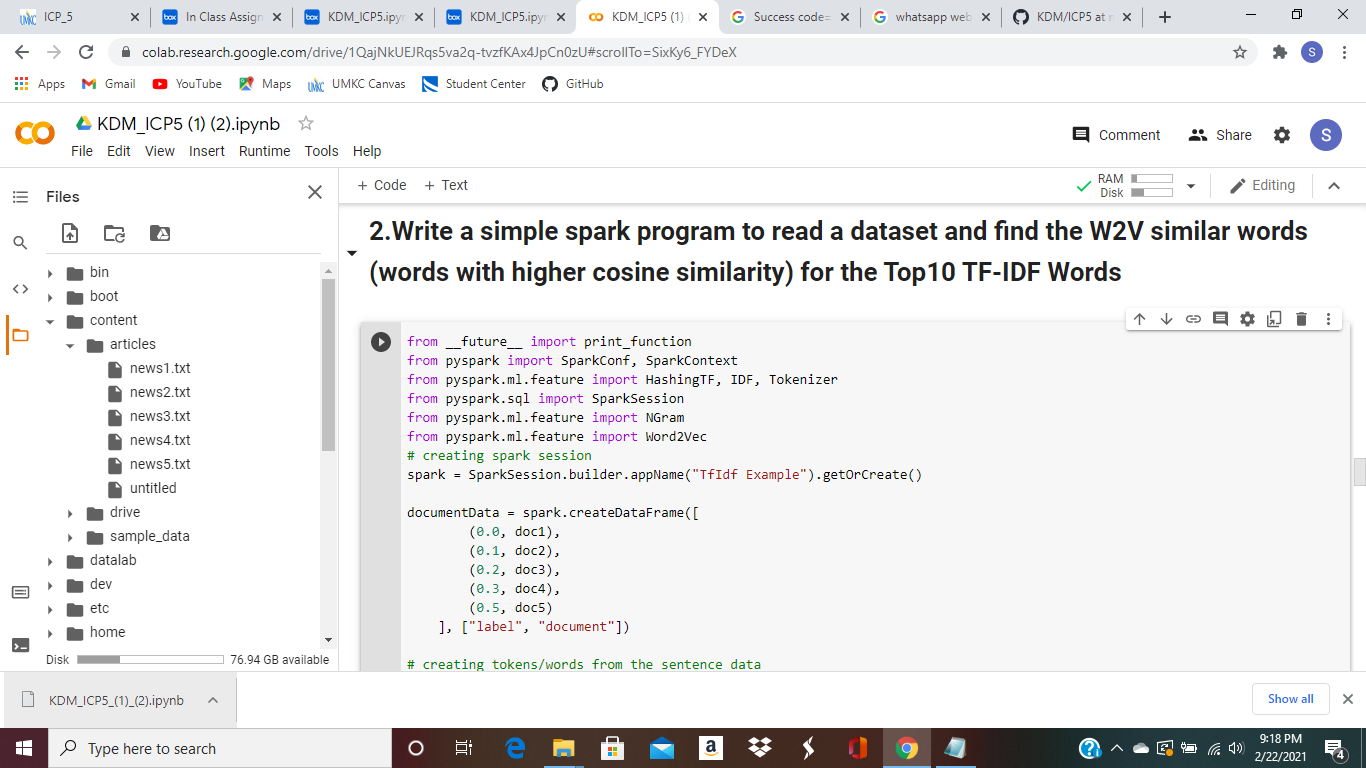 ICP_5
In Class Assign
KDM_ICP5.ipyr
KDM_ICP5.ipyr
KDM_ICP5 (1) (
Success code=
whatsapp web
KDM/ICP5 at r
colab.research.google.com/drive/1QajNkUEJRqs5va2q-tvzfKAx4JpCn0zU#scrollTo=SixKy6_FYDeX
S
Apps
Gmail
YouTube
Maps
UMKC Canvas
Student Center
GitHub
KDM_ICP5 (1) (2).ipynb
File Edit View Insert Runtime Tools Help
Comment
Share
S
Files
+ Code + Text
RAM
Disk
Editing
bin
boot
content
articles
news1.txt
news2.txt
news3.txt
news4.txt
news5.txt
untitled
drive
sample_data
datalab
dev
etc
home
Disk
76.94 GB available
2.Write a simple spark program to read a dataset and find the W2V similar words
(words with higher cosine similarity) for the Top10 TF-IDF Words
from __future__ import print_function
from pyspark import SparkConf, SparkContext
from pyspark.ml.feature import HashingTF, IDF, Tokenizer
from pyspark.sql import SparkSession
from pyspark.ml.feature import NGram
from pyspark.ml.feature import Word2Vec
# creating spark session
spark = SparkSession.builder.appName("TfIdf Example").getOrCreate()
documentData = spark.createDataFrame([
(0.0, doc1),
(0.1, doc2),
(0.2, doc3),
(0.3, doc4),
(0.5, doc5)
], ["label", "document"])
# creating tokens/words from the sentence data
KDM_ICP5_(1)_(2).ipynb
Show all
Type here to search
9:18 PM
2/22/2021
4